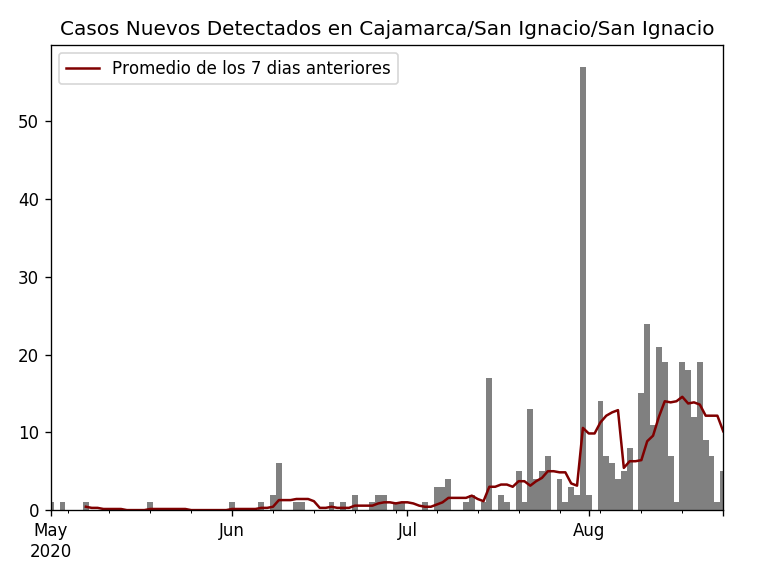 Casos Nuevos Detectados en Cajamarca/San Ignacio/San Ignacio
Promedio de los 7 dias anteriores
50
40
30
20
10
0
May Jun Jul Aug
2020